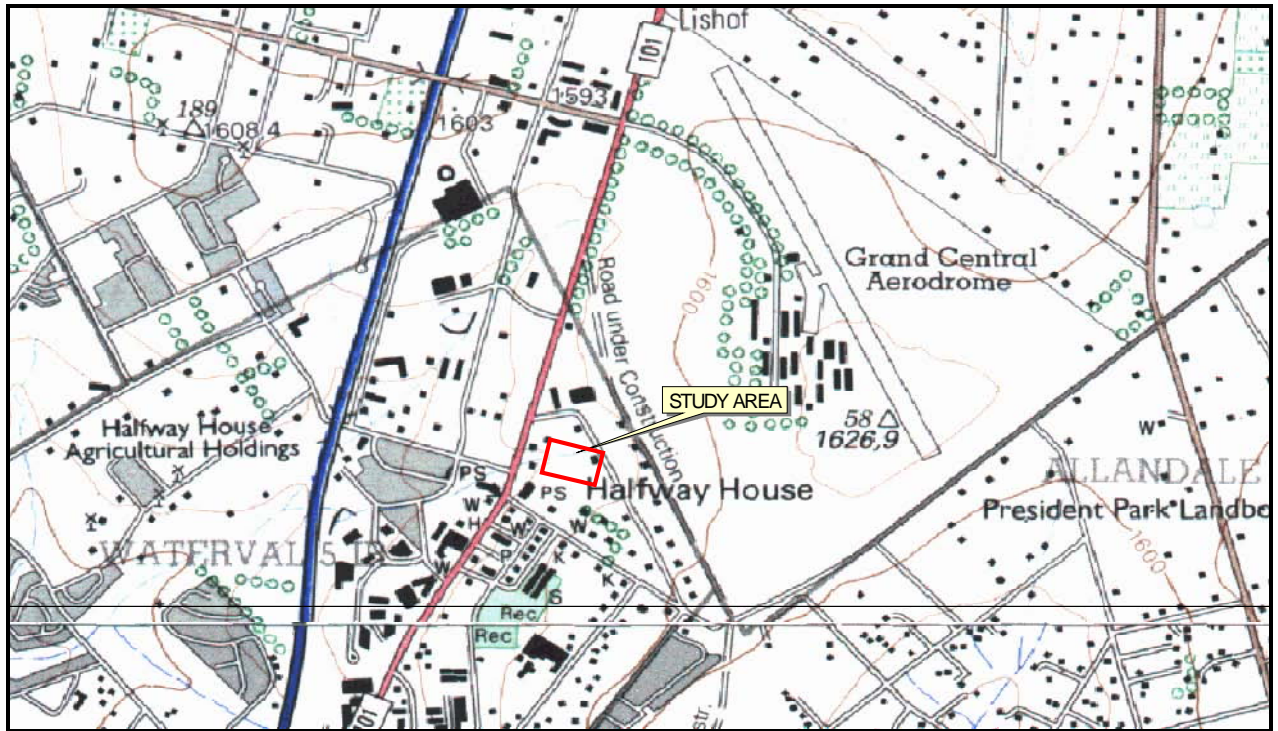 Lishof
101
189
1608,4
1603
1593
Grand Central
Aerodrome
1600
Road under Construction
STUDY AREA
58
1626,9
Halfway House
Agricultural Holdings
PS
W
H
W
PS
Halfway House
W
W
ALLANDALE
President Park Landbo
1600
WATERVAL 5 IR
W
P
K
K
S
Rec
Rec
101
str.